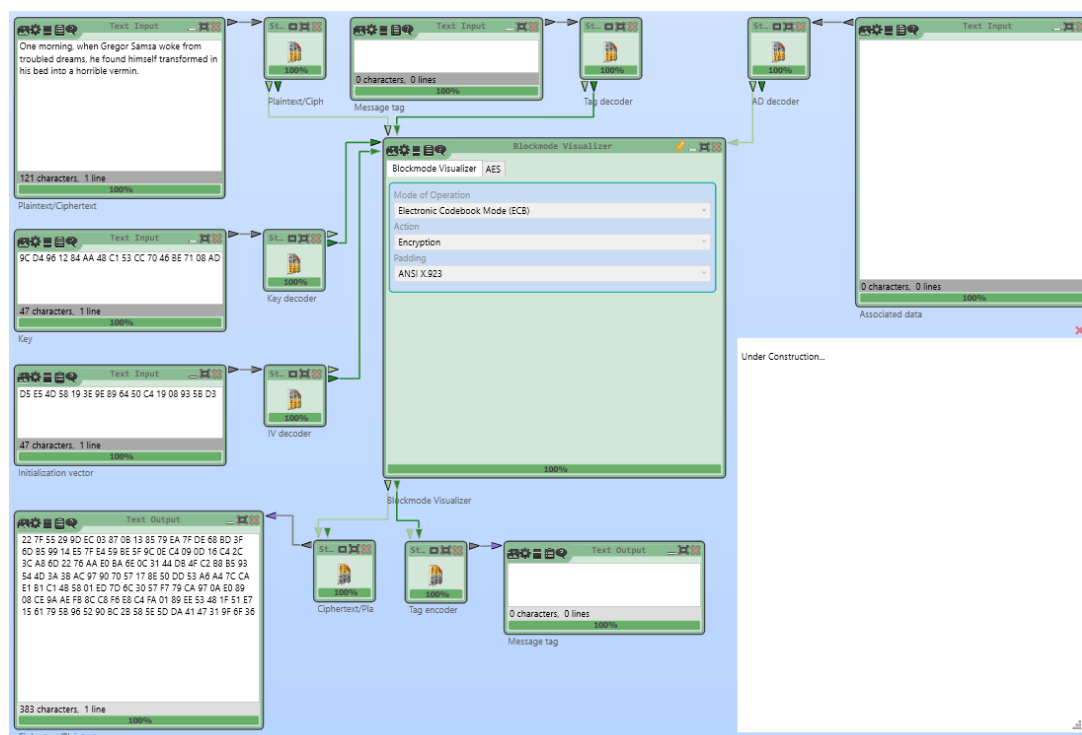 Text Input
One morning, when Gregor Samsa woke from
troubled dreams, he found himself transformed in
his bed into a horrible vermin.
121 characters, 1 line
100%
Plaintext/Ciphertext
St...
100%
Plaintext/Ciph
Text Input
0 characters, 0 lines
100%
Message tag
St...
100%
Tag decoder
St...
100%
AD decoder
Text Input
0 characters, 0 lines
100%
Associated data
Text Input
9C D4 96 12 84 AA 48 C1 53 CC 70 46 BE 71 08 AD
47 characters, 1 line
100%
Key
St...
100%
Key decoder
Text Input
D5 E5 4D 58 19 3E 9E 89 64 50 C4 19 08 93 5B D3
47 characters, 1 line
100%
Initialization vector
St...
100%
IV decoder
Blockmode Visualizer
Blockmode Visualizer AES
Mode of Operation
Electronic Codebook Mode (ECB)
Action
Encryption
Padding
ANSI X.923
100%
Blockmode Visualizer
Under Construction...
Text Output
22 7F 55 29 9D EC 03 87 0B 13 85 79 EA 7F DE 68 BD 3F
6D B5 99 14 E5 7F E4 59 BE 5F 9C 0E C4 09 0D 16 C4 2C
3C A8 6D 22 76 AA E0 BA 6E 0C 31 44 DB 4F C2 B8 B5 93
54 4D 3A 38 AC 97 90 70 57 17 8E 50 DD 53 A6 A4 7C CA
E1 B1 C1 4B 58 01 ED 7D 6C 30 57 F7 79 CA 97 0A E0 89
08 CE 9A AE FB 8C C8 F6 E8 C4 FA 01 89 EE 53 48 1F 51 E7
15 61 79 5B 96 52 90 BC 2B 58 5E 5D DA 41 47 31 9F 6F 36
383 characters, 1 line
100%
St...
100%
Ciphertext/Pla
St...
100%
Tag encoder
Text Output
0 characters, 0 lines
100%
Message tag